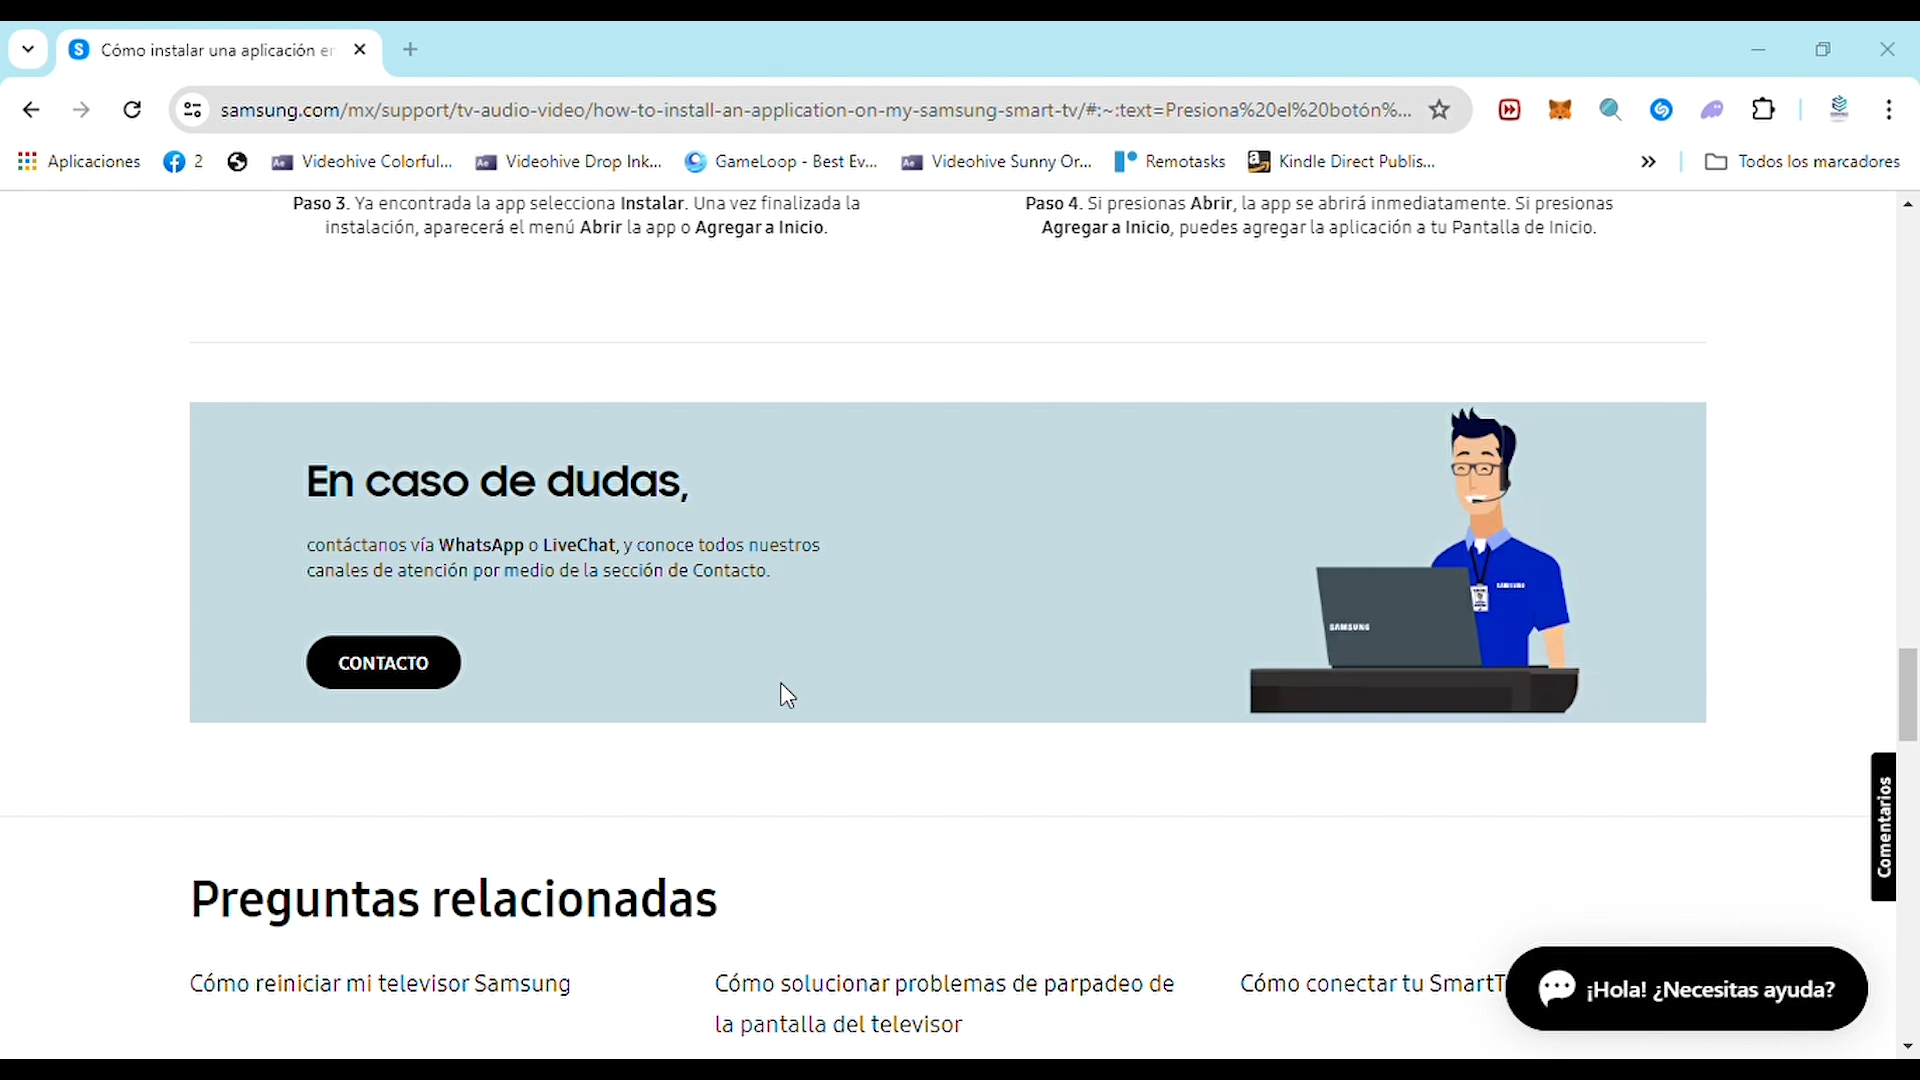 Cómo instalar una aplicación en
samsung.com/mx/support/tv-audio-video/how-to-install-an-application-on-my-samsung-smart-tv/#:~:text=Presiona%20el%20botón%...
Aplicaciones
2
Videohive Colorful...
Videohive Drop Ink...
GameLoop - Best Ev...
Videohive Sunny Or...
Remotasks
Kindle Direct Publis...
Todos los marcadores
Paso 3. Ya encontrada la app selecciona Instalar. Una vez finalizada la
instalación, aparecerá el menú Abrir la app o Agregar a Inicio.
Paso 4. Si presionas Abrir, la app se abrirá inmediatamente. Si presionas
Agregar a Inicio, puedes agregar la aplicación a tu Pantalla de Inicio.
En caso de dudas,
contáctanos vía WhatsApp o LiveChat, y conoce todos nuestros
canales de atención por medio de la sección de Contacto.
CONTACTO
SAMSUNG
SAMSUNG
Comentarios
Preguntas relacionadas
Cómo reiniciar mi televisor Samsung
Cómo solucionar problemas de parpadeo de
la pantalla del televisor
Cómo conectar tu SmartT
¡Hola! ¿Necesitas ayuda?